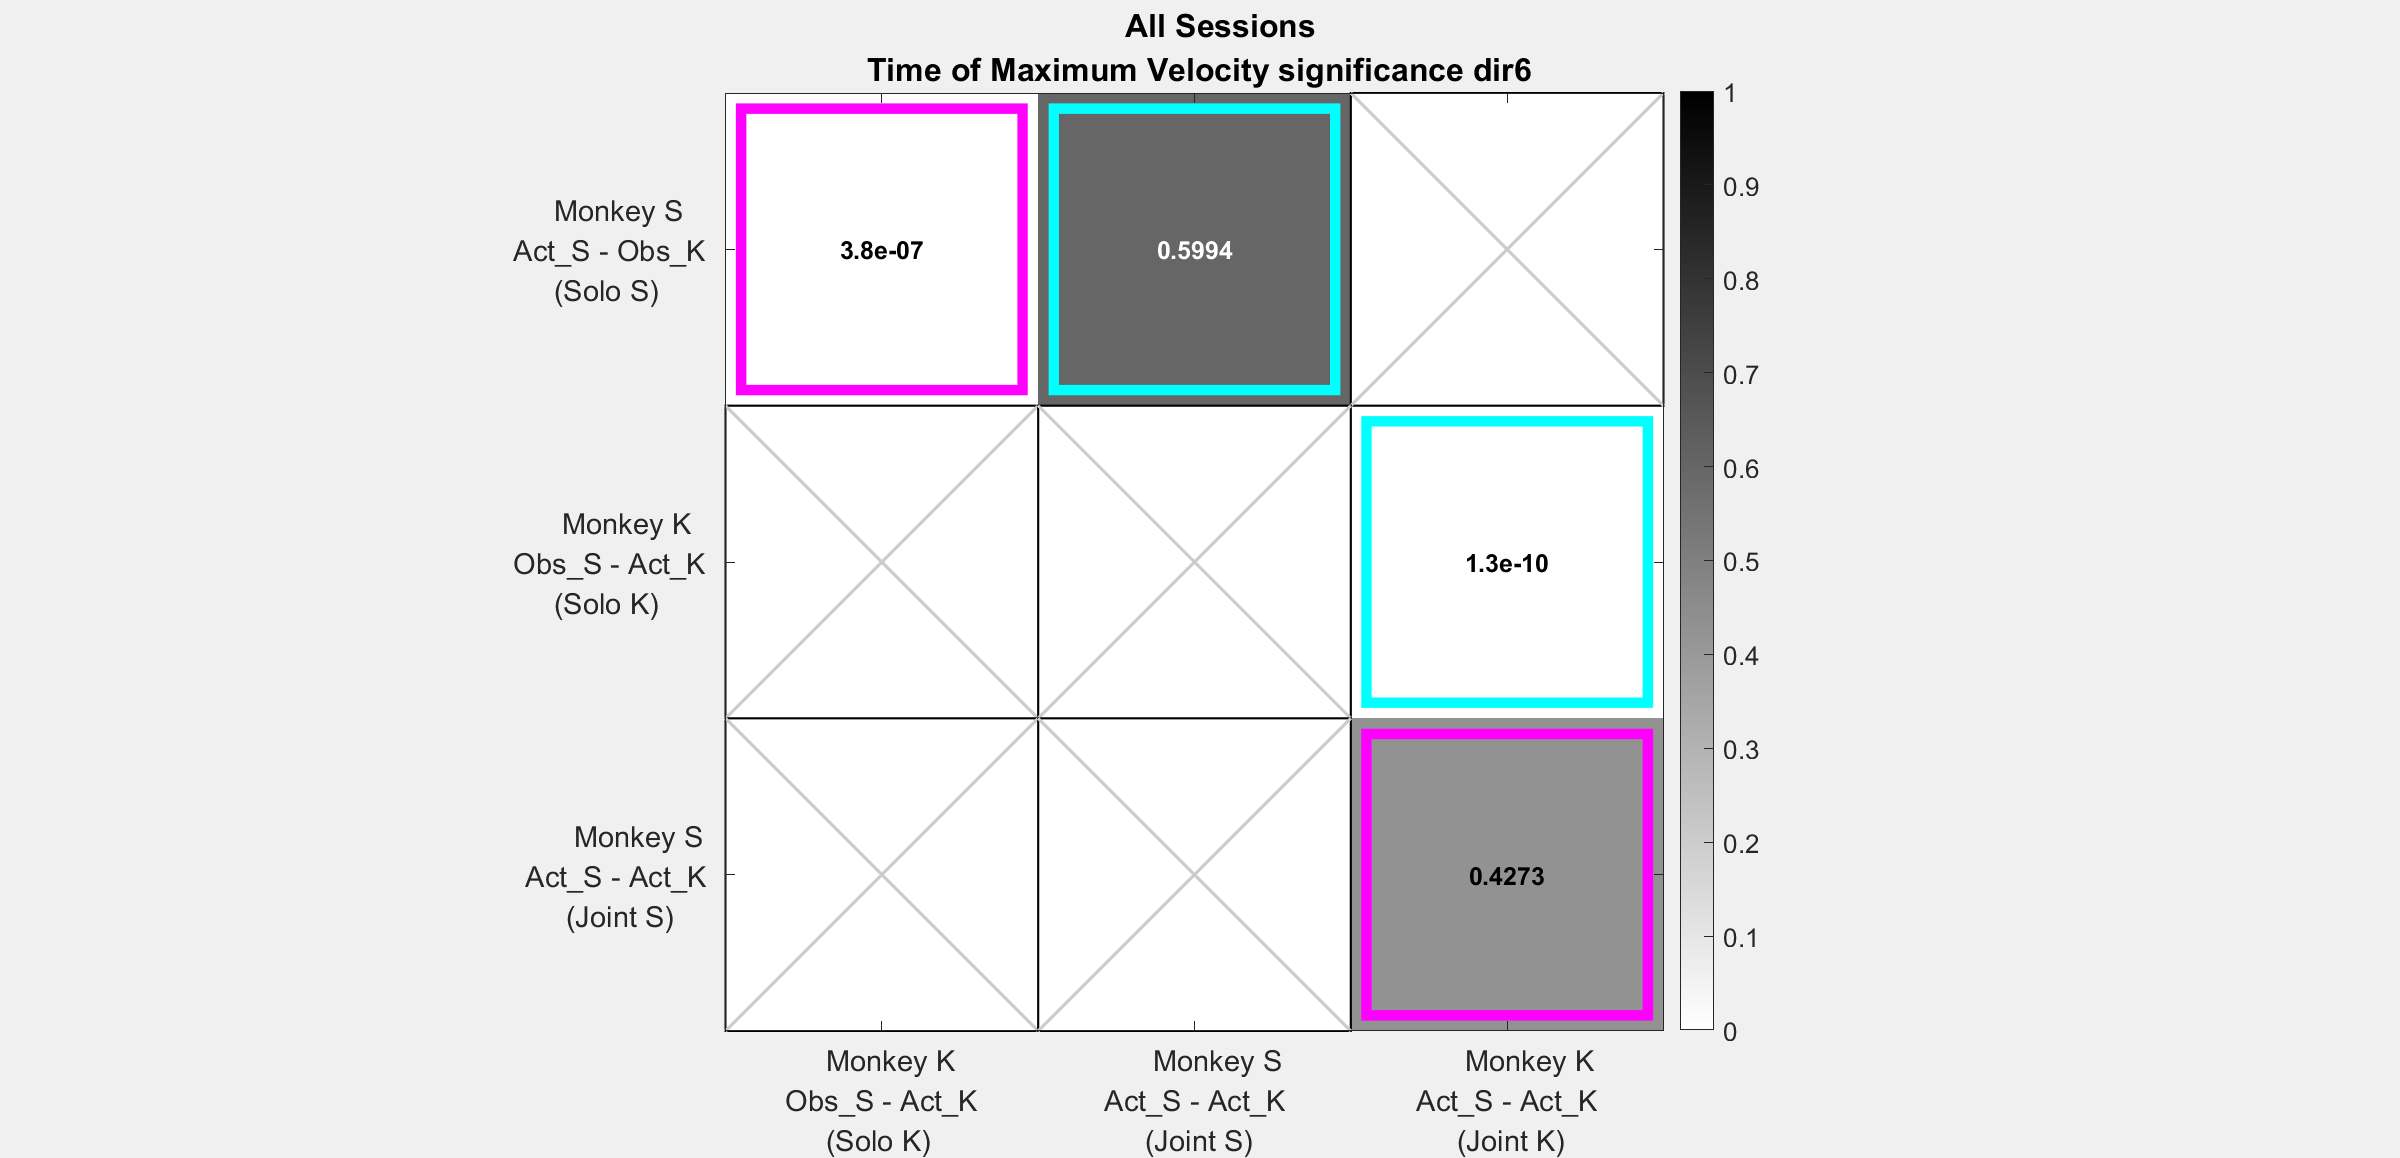 All Sessions
Time of Maximum Velocity significance dir6
Monkey S
Act_S - Obs_K
(Solo S)
3.8e-07
0.5994
Monkey K
Obs_S - Act_K
(Solo K)
1.3e-10
Monkey S
Act_S - Act_K
(Joint S)
0.4273
Monkey K
Obs_S - Act_K
(Solo K)
Monkey S
Act_S - Act_K
(Joint S)
Monkey K
Act_S - Act_K
(Joint K)
1
0.9
0.8
0.7
0.6
0.5
0.4
0.3
0.2
0.1
0